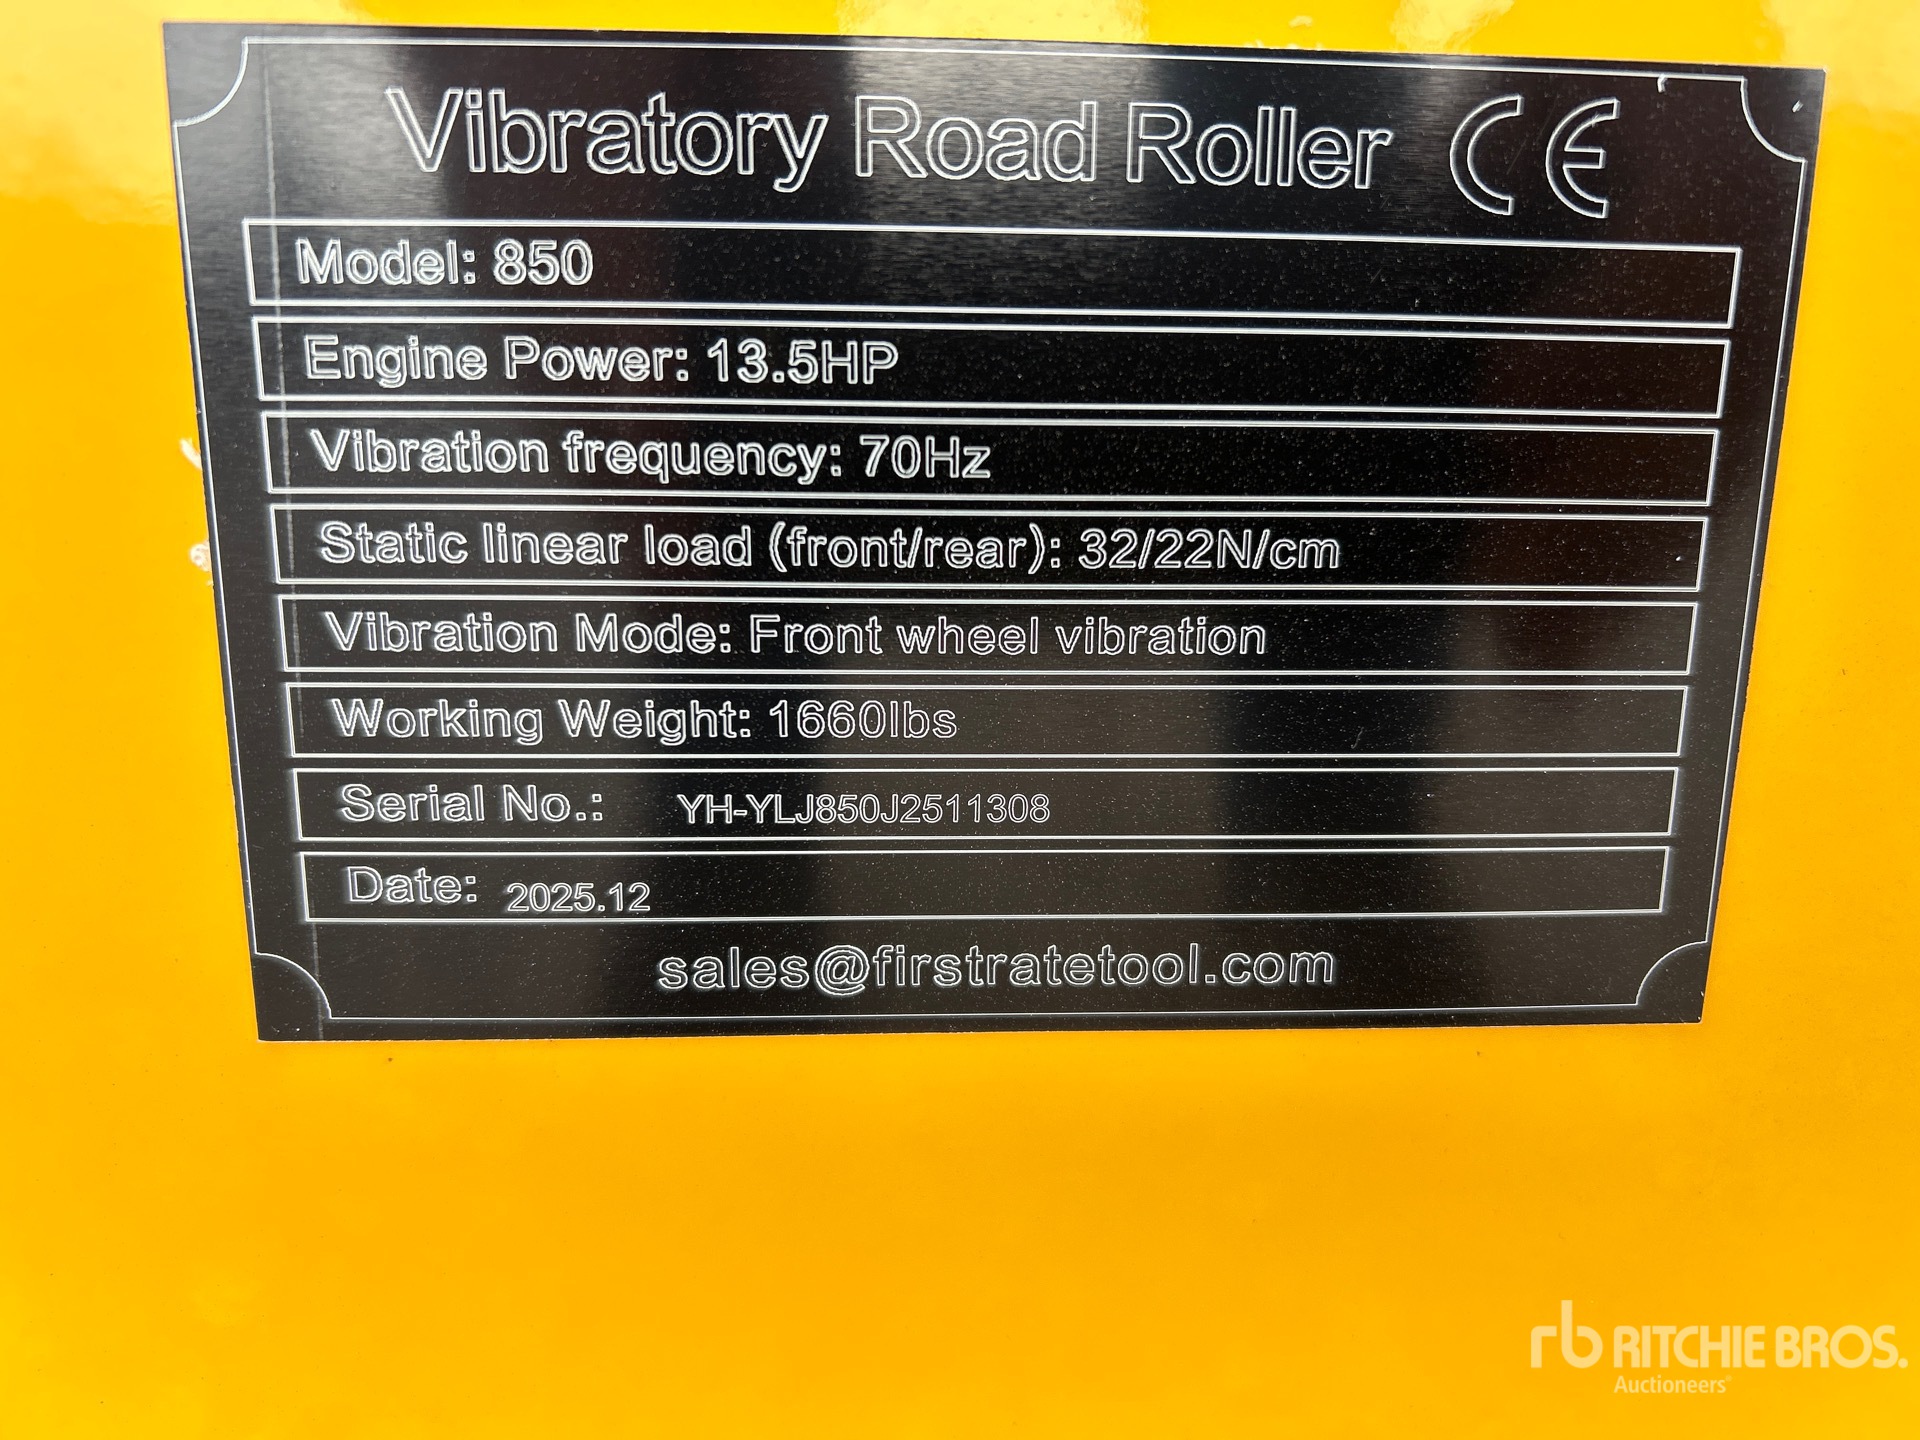 Vibratory Road Roller CE
Model: 850
Engine Power: 13.5HP
Vibration frequency: 70Hz
Static linear load (front/rear): 32/22N/cm
Vibration Mode: Front wheel vibration
Working Weight: 1660lbs
Serial No.: YH-YLJ850J2511308
Date: 2025.12
sales@firstratetool.com
rb RITCHIE BROS.
Auctioneers